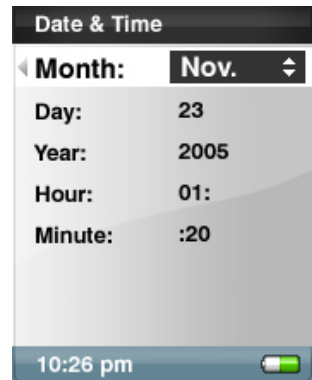 Date & Time
Month: Nov.
Day: 23
Year: 2005
Hour: 01:
Minute: :20
10:26 pm